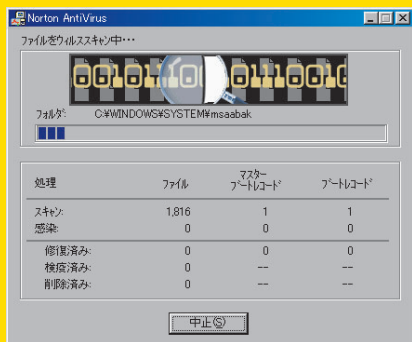 Norton AntiVirus
ファイルをウィルススキャン中・・・
0010111001011100101
フォルダ: C:¥WINDOWS¥SYSTEM¥msaabak
処理 ファイル マスター ブートレコード ブートレコード
スキャン: 1,816 1 1
感染: 0 0 0
修復済み: 0 0 0
検疫済み: 0 -- --
削除済み: 0 -- --
中止(S)